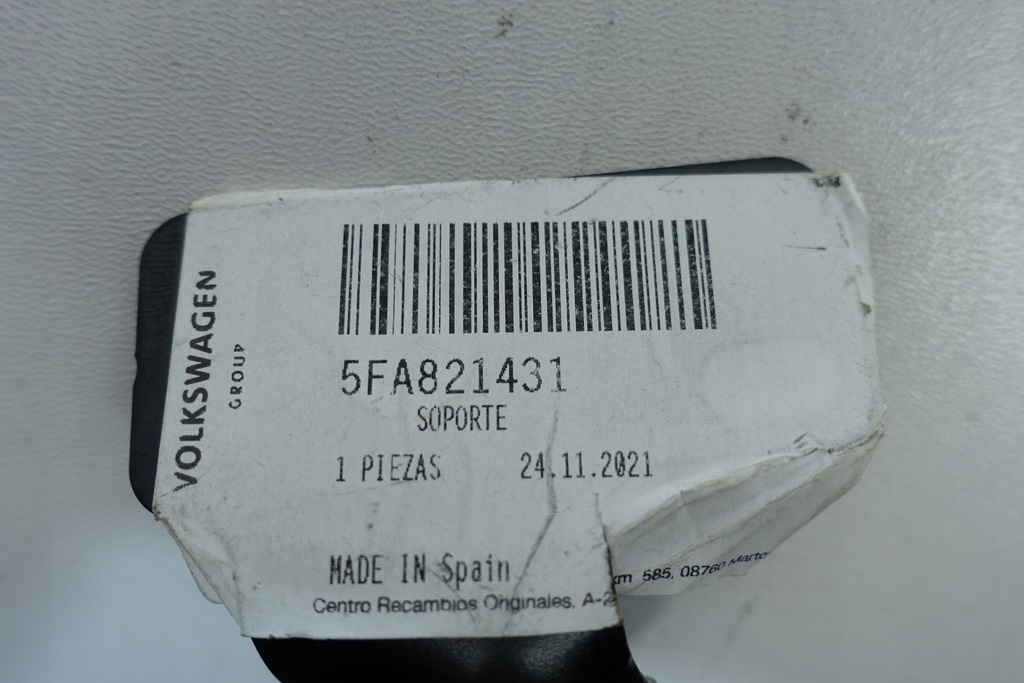 VOLKSWAGEN
GROUP
5FA821431
SOPORTE
1 PIEZAS 24.11.2021
MADE IN Spain
Centro Recambios Originales, A-2
km 585, 08760 Marto